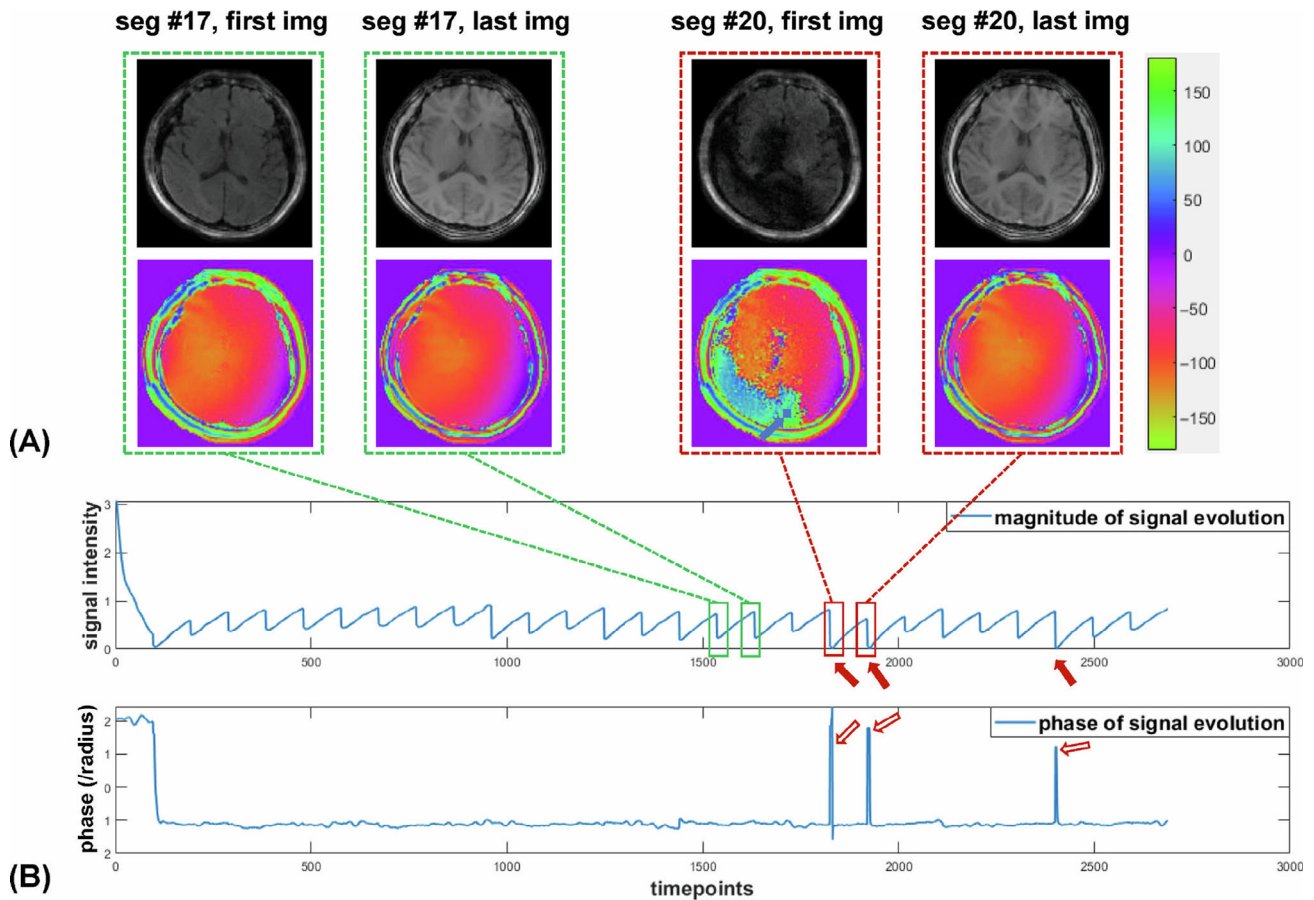 seg #17, first img
seg #17, last img
seg #20, first img
seg #20, last img
150
100
50
0
−50
−100
−150
(A)
3
2
1
0
signal intensity
magnitude of signal evolution
0
500
1000
1500
2000
2500
3000
2
1
0
1
2
phase (/radius)
phase of signal evolution
0
500
1000
1500
2000
2500
3000
timepoints
(B)